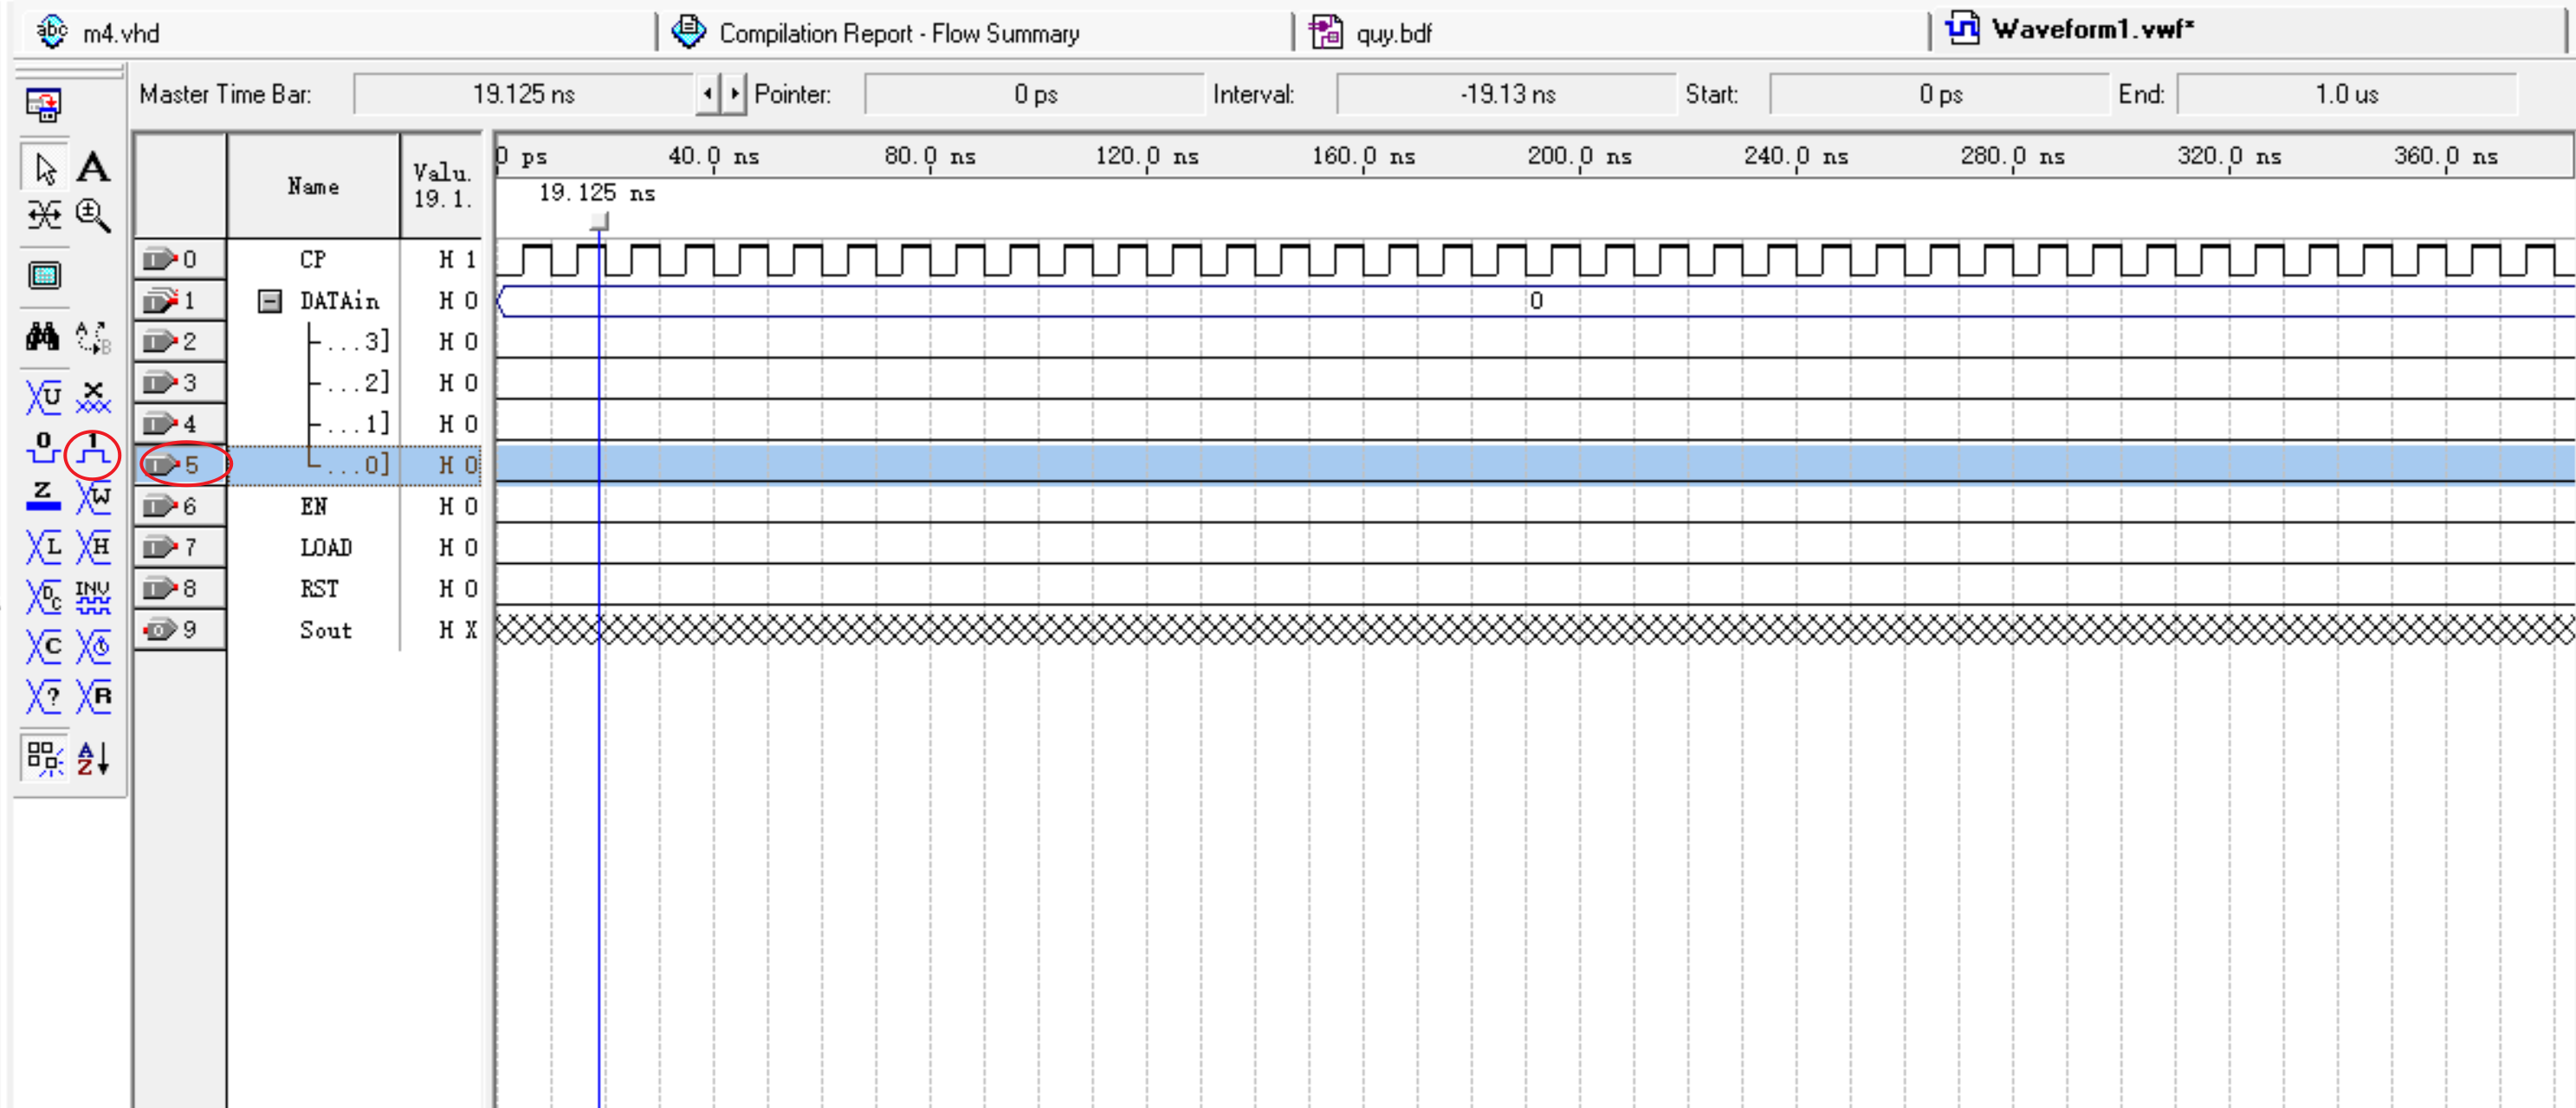 abc m4.vhd Compilation Report - Flow Summary quy.bdf Waveform1.vwf*
Master Time Bar: 19.125 ns Pointer: 0 ps Interval: -19.13 ns Start: 0 ps End: 1.0 us
Name Valu. 19.1.
0 ps 40.0 ns 80.0 ns 120.0 ns 160.0 ns 200.0 ns 240.0 ns 280.0 ns 320.0 ns 360.0 ns
19.125 ns
0 CP H 1
1 DATAin H 0 0
2 ...3] H 0
3 ...2] H 0
4 ...1] H 0
5 ...0] H 0
6 EN H 0
7 LOAD H 0
8 RST H 0
9 Sout H X
A
A B
U X
0 1
Z W
L H
DC INV
C
? R
A Z